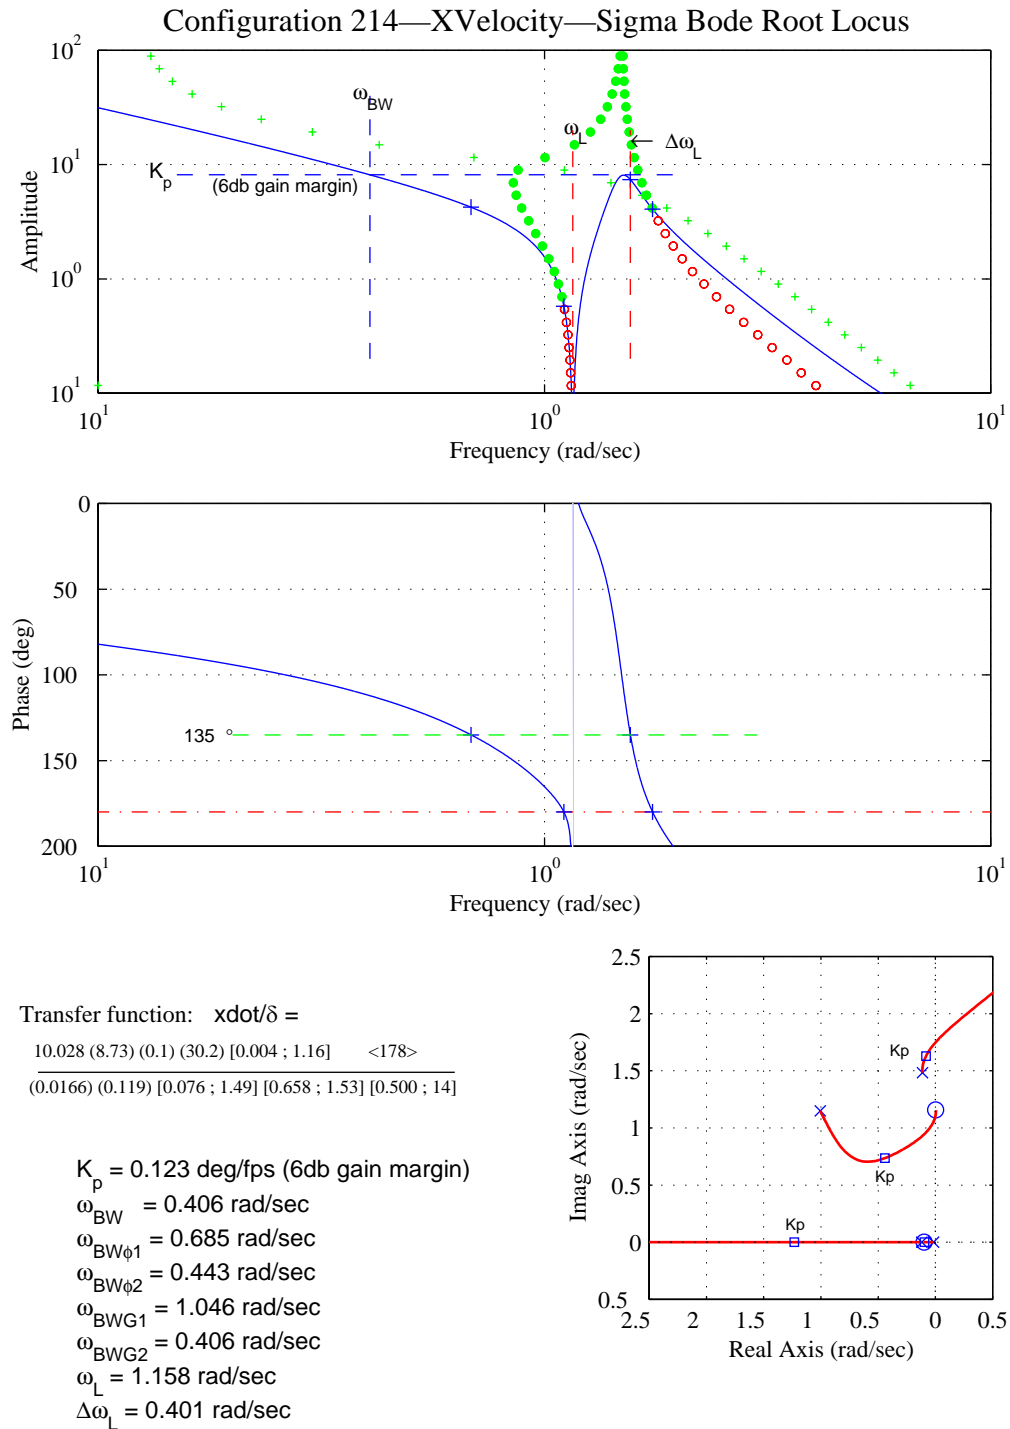 Configuration 214—XVelocity—Sigma Bode Root Locus
10²
10¹
10⁰
10¹
Amplitude
ω_BW
ω_L
Δω_L
K_p
(6db gain margin)
10¹ 10⁰ 10¹
Frequency (rad/sec)
0
50
100
150
200
Phase (deg)
135 °
10¹ 10⁰ 10¹
Frequency (rad/sec)
Transfer function: xdot/δ =
10.028 (8.73) (0.1) (30.2) [0.004 ; 1.16] <178>
(0.0166) (0.119) [0.076 ; 1.49] [0.658 ; 1.53] [0.500 ; 14]
K_p = 0.123 deg/fps (6db gain margin)
ω_BW = 0.406 rad/sec
ω_BWϕ1 = 0.685 rad/sec
ω_BWϕ2 = 0.443 rad/sec
ω_BWG1 = 1.046 rad/sec
ω_BWG2 = 0.406 rad/sec
ω_L = 1.158 rad/sec
Δω_L = 0.401 rad/sec
2.5
2
1.5
1
0.5
0
0.5
Imag Axis (rad/sec)
Kp
Kp
Kp
2.5 2 1.5 1 0.5 0 0.5
Real Axis (rad/sec)